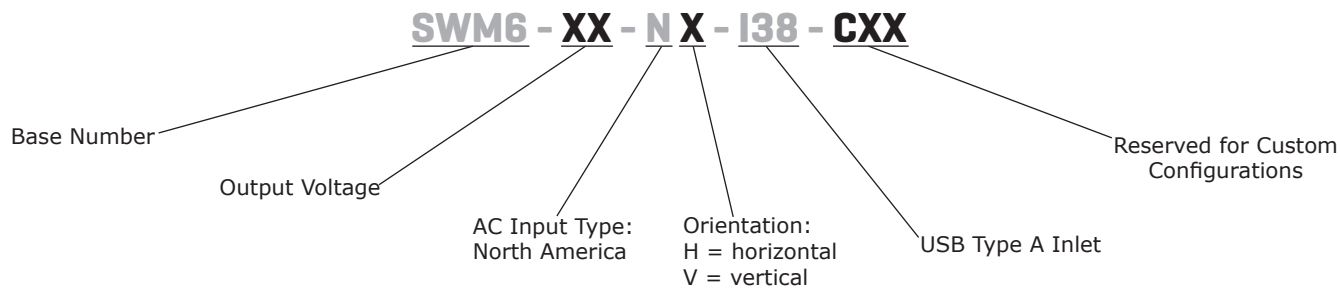 SWM6 - XX - N X - I38 - CXX
Base Number
Output Voltage
AC Input Type:
North America
Orientation:
H = horizontal
V = vertical
USB Type A Inlet
Reserved for Custom
Configurations